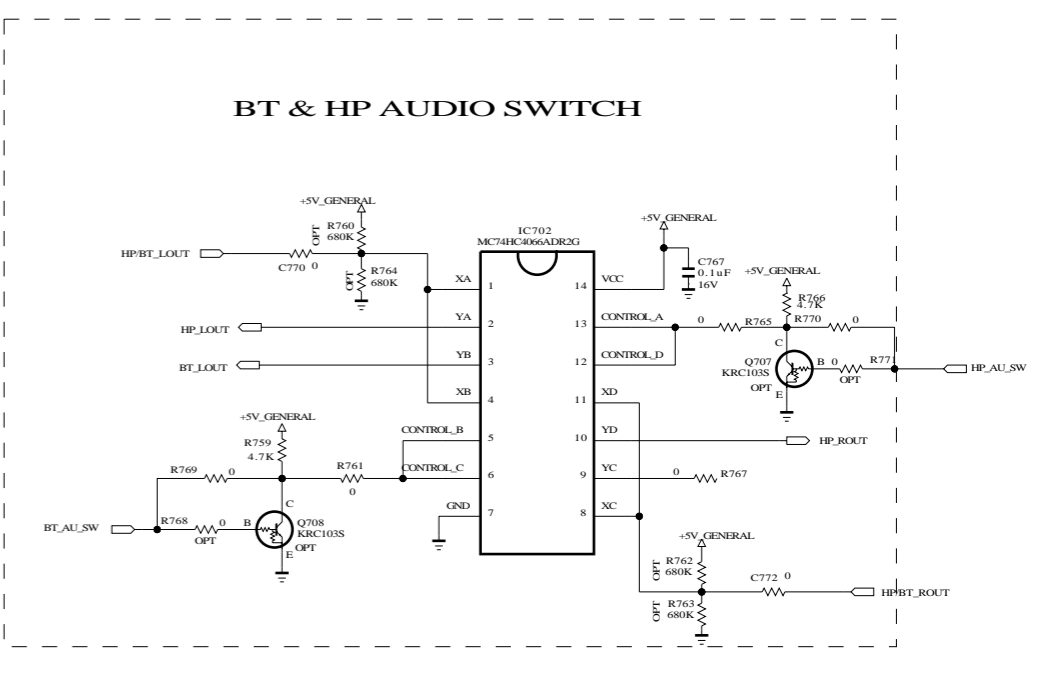 BT & HP AUDIO SWITCH
+5V_GENERAL
OPT
R760
680K
HP/BT_LOUT
C770
0
OPT
R764
680K
IC702
MC74HC4066ADR2G
+5V_GENERAL
C767
0.1uF
16V
XA
1
14
VCC
YA
2
13
CONTROL_A
HP_LOUT
YB
3
12
CONTROL_D
BT_LOUT
XB
4
11
XD
CONTROL_B
5
10
YD
HP_ROUT
CONTROL_C
6
9
YC
0
R767
GND
7
8
XC
+5V_GENERAL
R766
4.7K
0
R765
R770
0
C
Q707
KRC103S
OPT
B
0
R771
OPT
E
HP_AU_SW
+5V_GENERAL
R759
4.7K
R769
0
R761
0
C
BT_AU_SW
R768
0
OPT
B
Q708
KRC103S
OPT
E
+5V_GENERAL
OPT
R762
680K
C772
0
HP/BT_ROUT
OPT
R763
680K